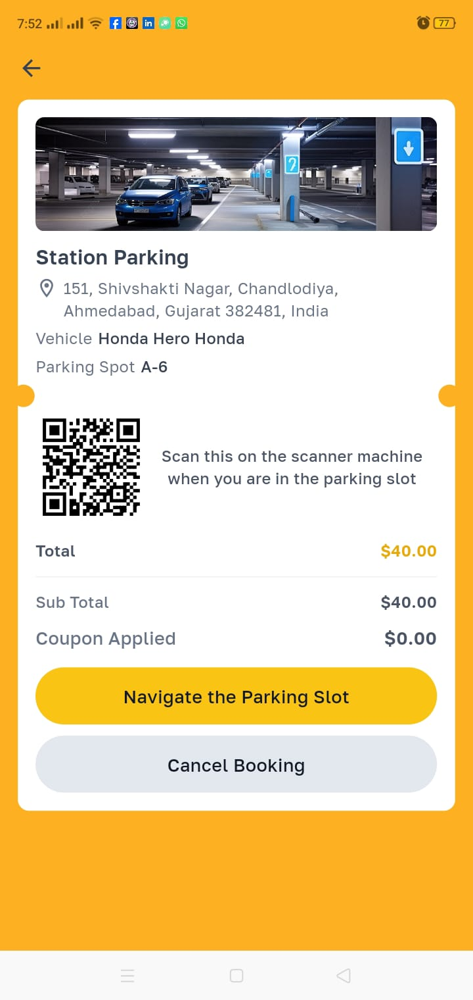 7:52
77
Station Parking
151, Shivshakti Nagar, Chandlodiya,
Ahmedabad, Gujarat 382481, India
Vehicle Honda Hero Honda
Parking Spot A-6
Scan this on the scanner machine
when you are in the parking slot
Total $40.00
Sub Total $40.00
Coupon Applied $0.00
Navigate the Parking Slot
Cancel Booking